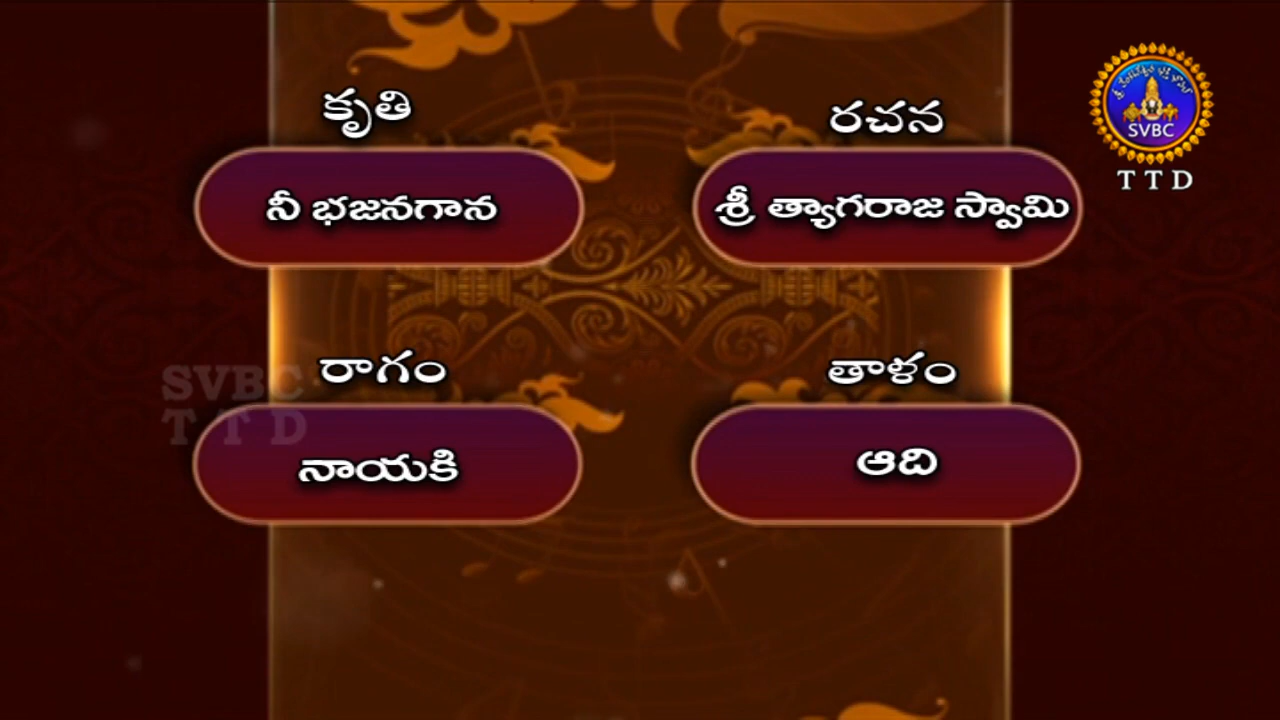 కృతి
రచన
నీ భజనగాన
శ్రీ త్యాగరాజ స్వామి
రాగం
తాళం
నాయకి
ఆది
SVBC
TTD
SVBC
TTD